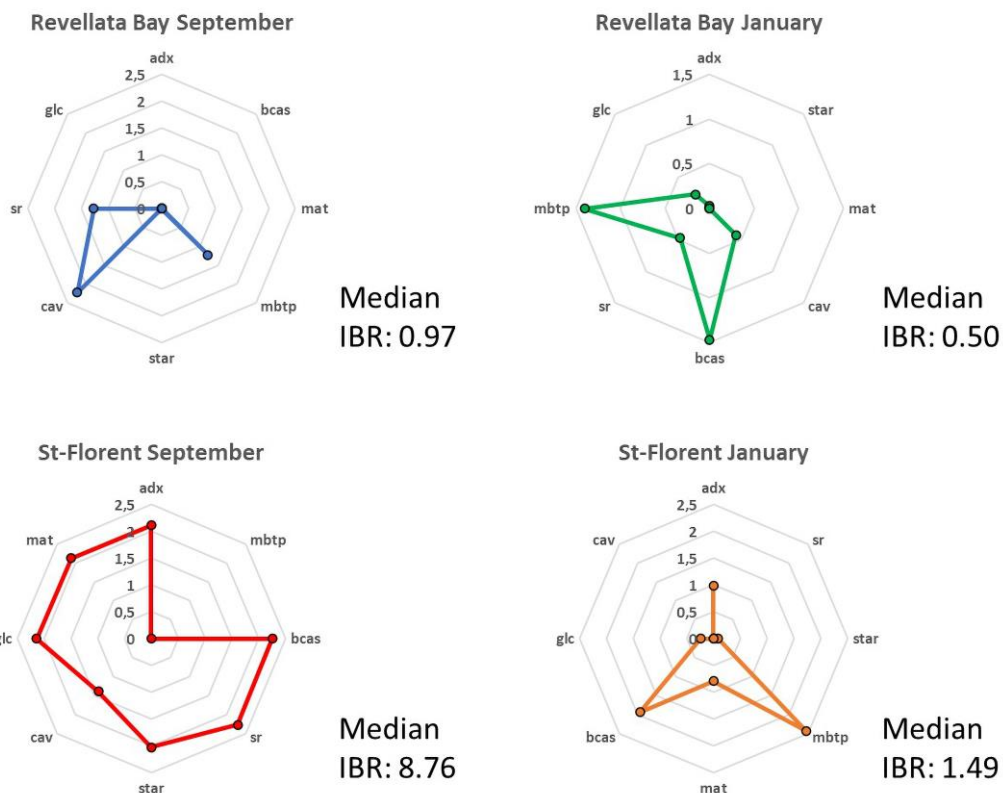 Revellata Bay September
adx
2,5
2
1,5
1
0,5
0
bcas
mat
mbtp
star
cav
sr
glc
Median
IBR: 0.97
Revellata Bay January
adx
1,5
1
0,5
0
star
mat
cav
bcas
sr
mbtp
glc
Median
IBR: 0.50
St-Florent September
adx
2,5
2
1,5
1
0,5
0
mbtp
bcas
sr
star
cav
glc
mat
Median
IBR: 8.76
St-Florent January
adx
2,5
2
1,5
1
0,5
0
sr
star
mbtp
mat
bcas
glc
cav
Median
IBR: 1.49